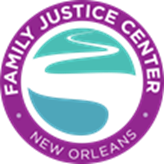 FAMILY JUSTICE CENTER
• NEW ORLEANS •